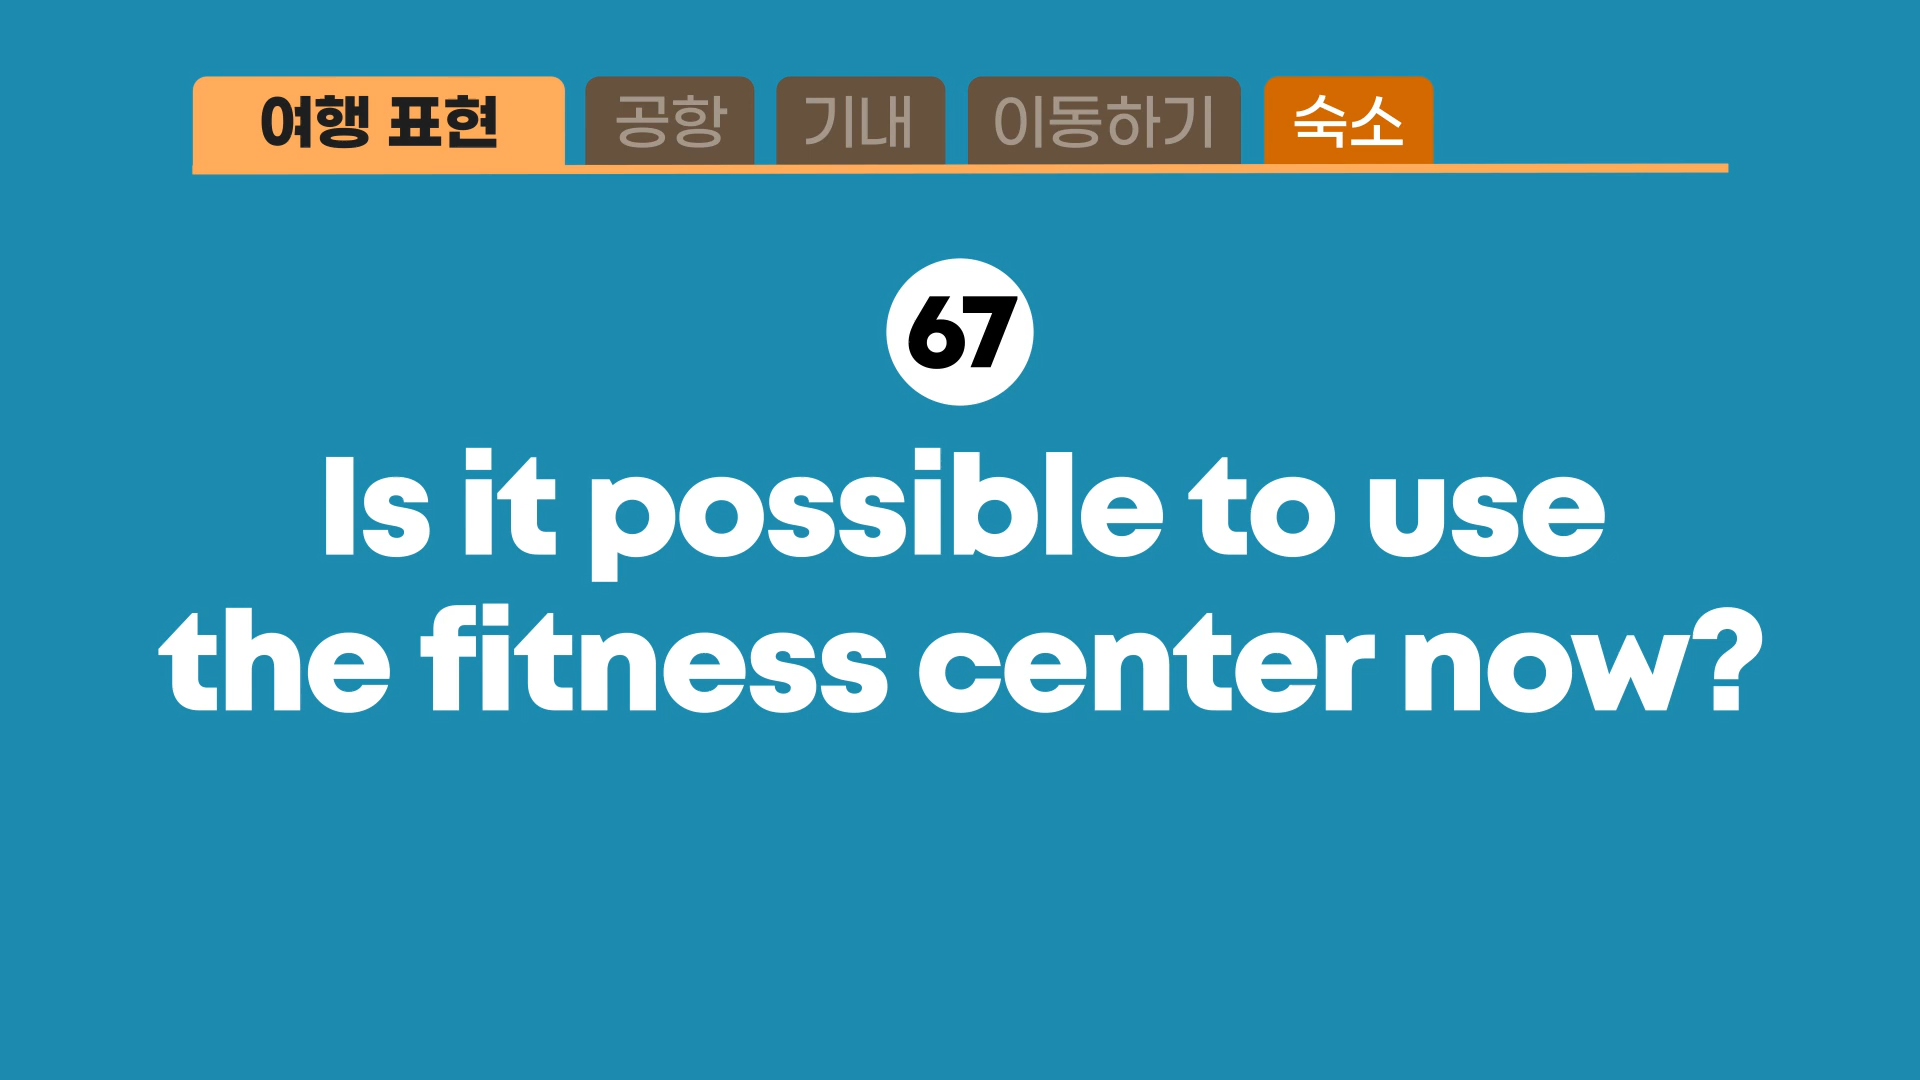 여행 표현 공항 기내 이동하기 숙소
67
Is it possible to use
the fitness center now?